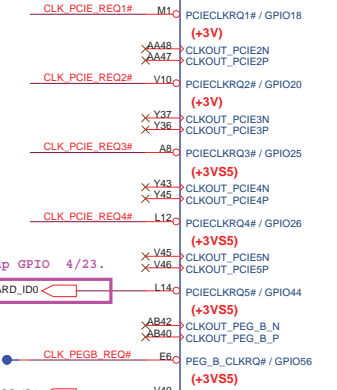 CLK_PCIE_REQ1# M1 PCIECLKRQ1# / GPIO18
(+3V)
AA48 CLKOUT_PCIE2N
AA47 CLKOUT_PCIE2P
CLK_PCIE_REQ2# V10 PCIECLKRQ2# / GPIO20
(+3V)
Y37 CLKOUT_PCIE3N
Y36 CLKOUT_PCIE3P
CLK_PCIE_REQ3# A8 PCIECLKRQ3# / GPIO25
(+3VS5)
Y43 CLKOUT_PCIE4N
Y45 CLKOUT_PCIE4P
CLK_PCIE_REQ4# L12 PCIECLKRQ4# / GPIO26
(+3VS5)
V45 CLKOUT_PCIE5N
V46 CLKOUT_PCIE5P
ap GPIO 4/23.
ARD_ID0 L14 PCIECLKRQ5# / GPIO44
(+3VS5)
AB42 CLKOUT_PEG_B_N
AB40 CLKOUT_PEG_B_P
CLK_PEGB_REQ# E6 PEG_B_CLKRQ# / GPIO56
(+3VS5)